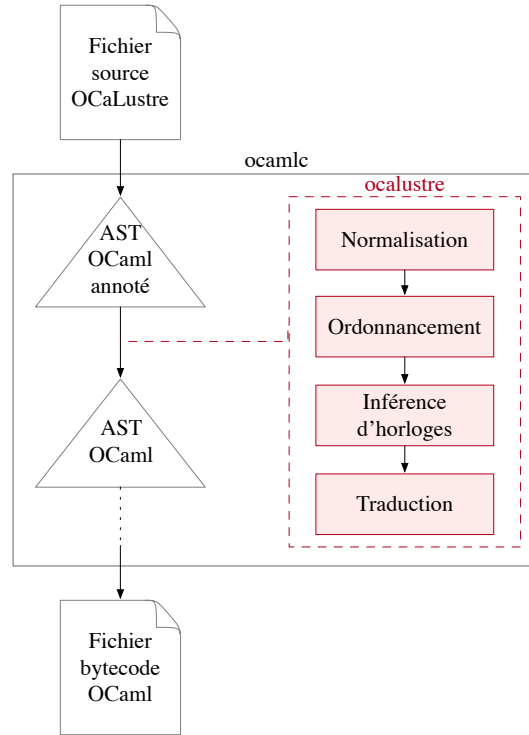 Fichier
source
OCaLustre
ocamlc
ocalustre
AST
OCaml
annoté
Normalisation
Ordonnancement
Inférence
d'horloges
Traduction
AST
OCaml
Fichier
bytecode
OCaml